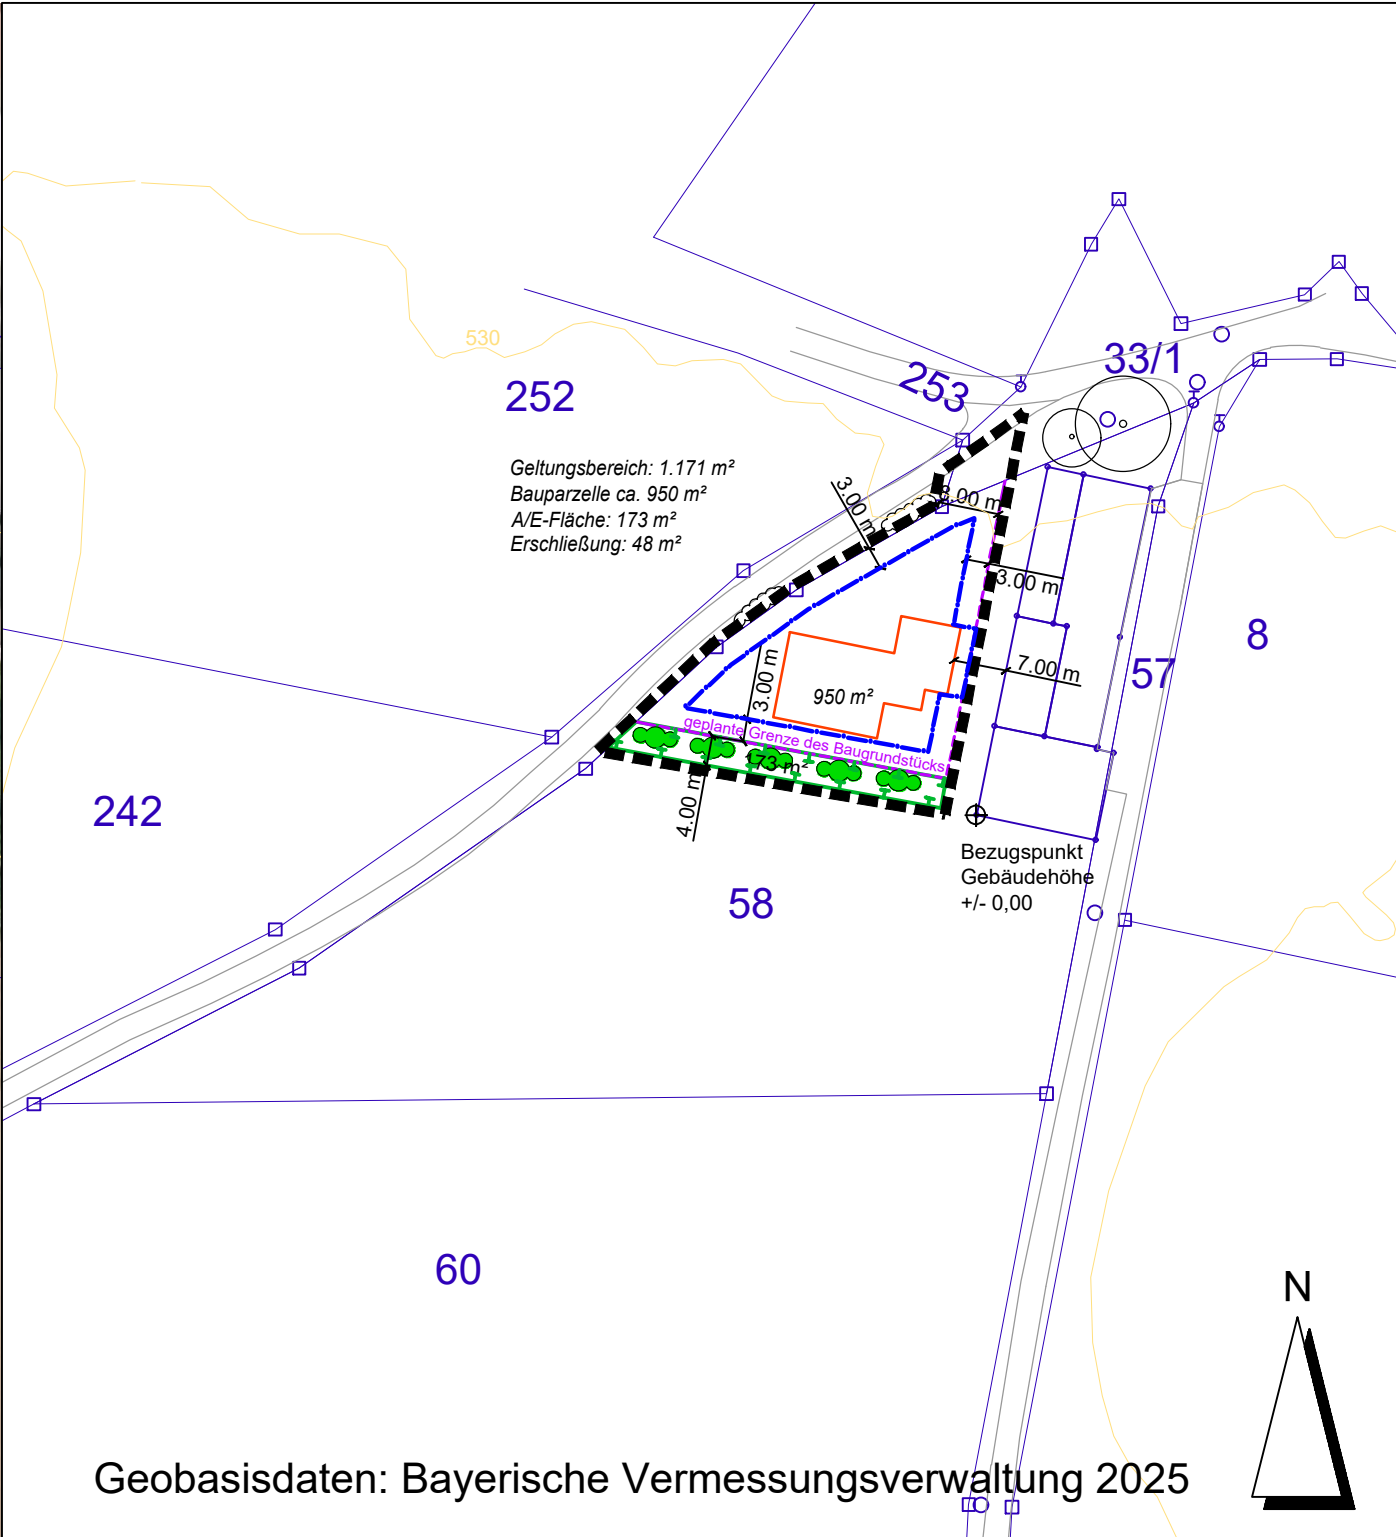 33/1
530
253
252
Geltungsbereich: 1.171 m²
Bauparzelle ca. 950 m²
A/E-Fläche: 173 m²
Erschließung: 48 m²
3.00 m
3.00 m
3.00 m
8
7.00 m
57
3.00 m
950 m²
geplante Grenze des Baugrundstücks
173 m²
4.00 m
242
Bezugspunkt
Gebäudehöhe
+/- 0,00
58
60
N
Geobasisdaten: Bayerische Vermessungsverwaltung 2025